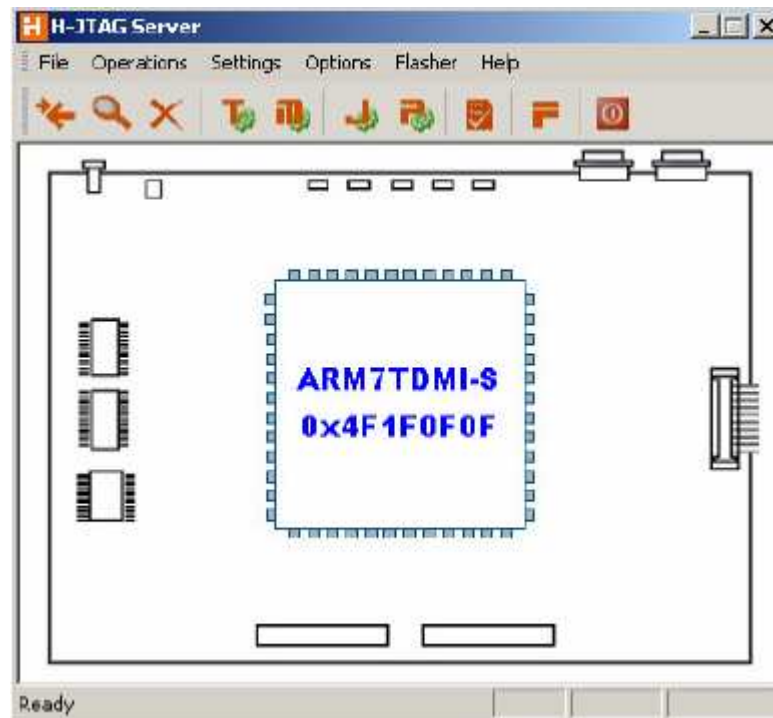 H-JTAG Server
File Operations Settings Options Flasher Help
ARM7TDMI-S
0x4F1F0F0F
Ready